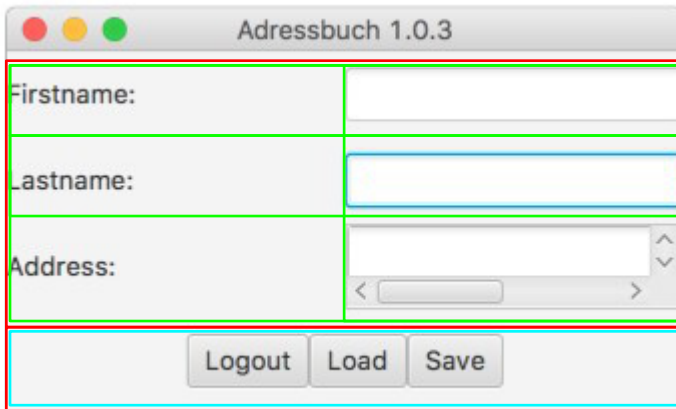 Adressbuch 1.0.3
Firstname:
Lastname:
Address:
Logout Load Save